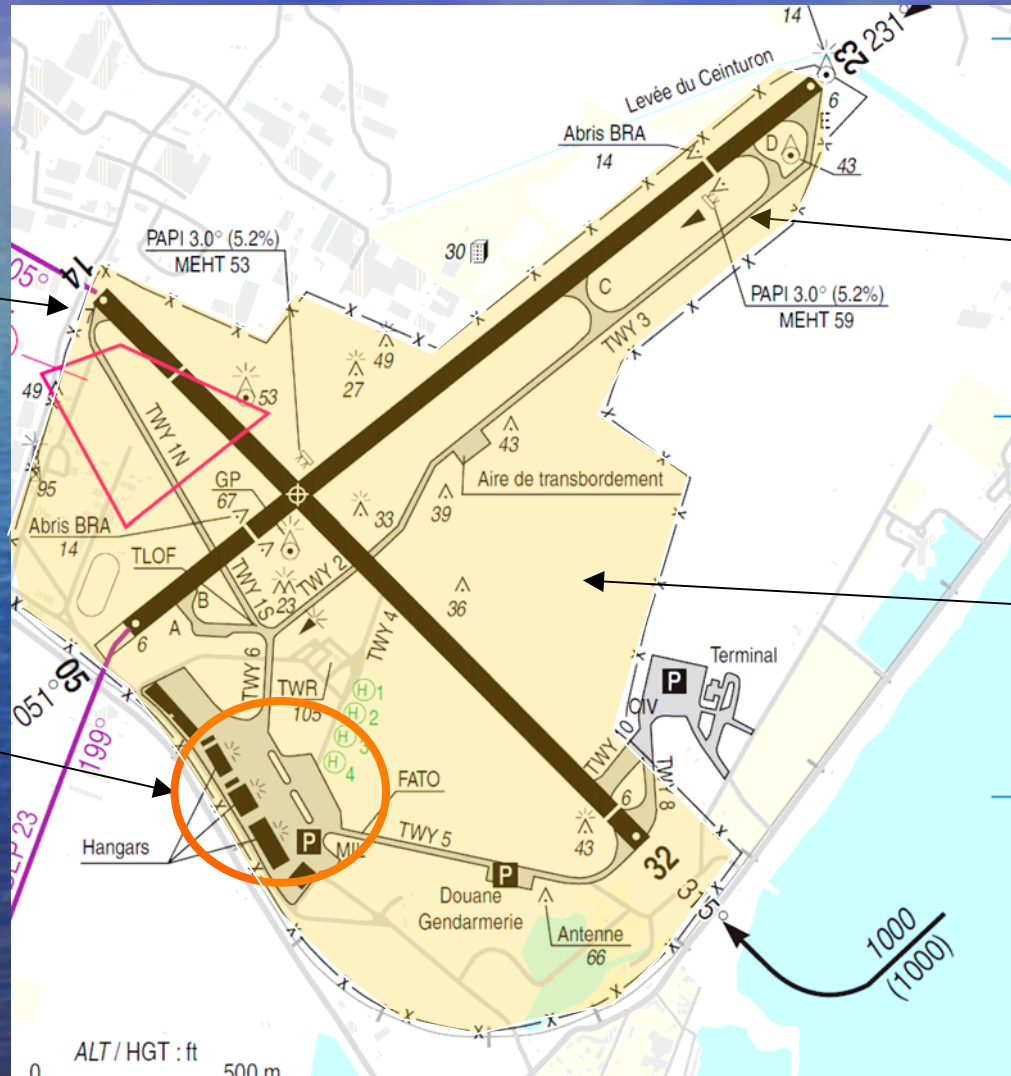 14
23
231°
Levée du Ceinturon
6
Abris BRA
14
D
43
PAPI 3.0° (5.2%)
MEHT 53
30
14
05°
C
PAPI 3.0° (5.2%)
MEHT 59
TWY 3
49
27
49
53
TWY 1N
43
GP
67
Aire de transbordement
95
33
39
Abris BRA
14
TLOF
TWY 1S
TWY 2
23
36
B
A
6
TWY 4
05
051°
TWY 6
TWR
105
Terminal
P
CIV
H 1
H 2
H 3
H 4
199°
TWY 10
TWY 8
FATO
6
TWY 5
43
Hangars
P
MIL
32
315°
P
Douane
Gendarmerie
Antenne
66
1000
(1000)
ALT / HGT : ft
0
500 m